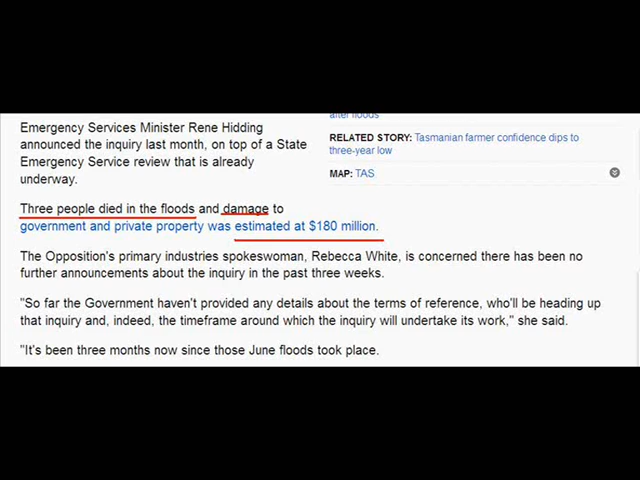 after floods
Emergency Services Minister Rene Hidding
announced the inquiry last month, on top of a State
Emergency Service review that is already
underway.
RELATED STORY: Tasmanian farmer confidence dips to
three-year low
MAP: TAS
Three people died in the floods and damage to
government and private property was estimated at $180 million.
The Opposition's primary industries spokeswoman, Rebecca White, is concerned there has been no
further announcements about the inquiry in the past three weeks.
"So far the Government haven't provided any details about the terms of reference, who'll be heading up
that inquiry and, indeed, the timeframe around which the inquiry will undertake its work," she said.
"It's been three months now since those June floods took place.